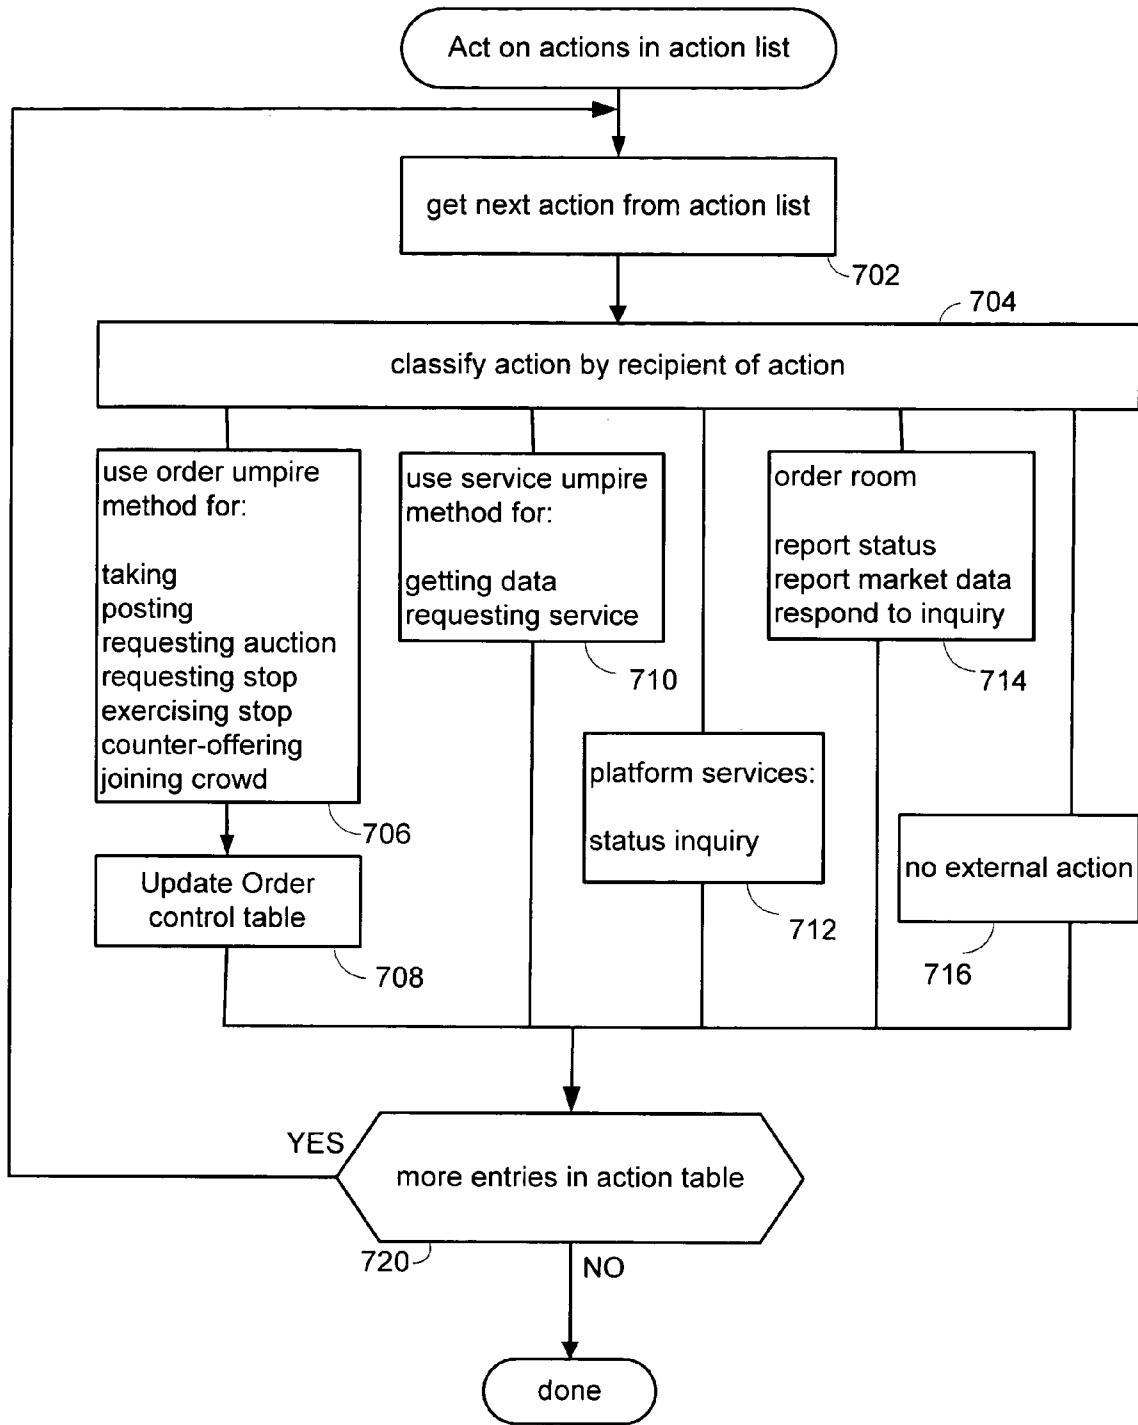 Act on actions in action list
get next action from action list
702
704
classify action by recipient of action
use order umpire
method for:
taking
posting
requesting auction
requesting stop
exercising stop
counter-offering
joining crowd
706
Update Order
control table
708
use service umpire
method for:
getting data
requesting service
710
platform services:
status inquiry
712
order room
report status
report market data
respond to inquiry
714
no external action
716
YES
more entries in action table
720
NO
done